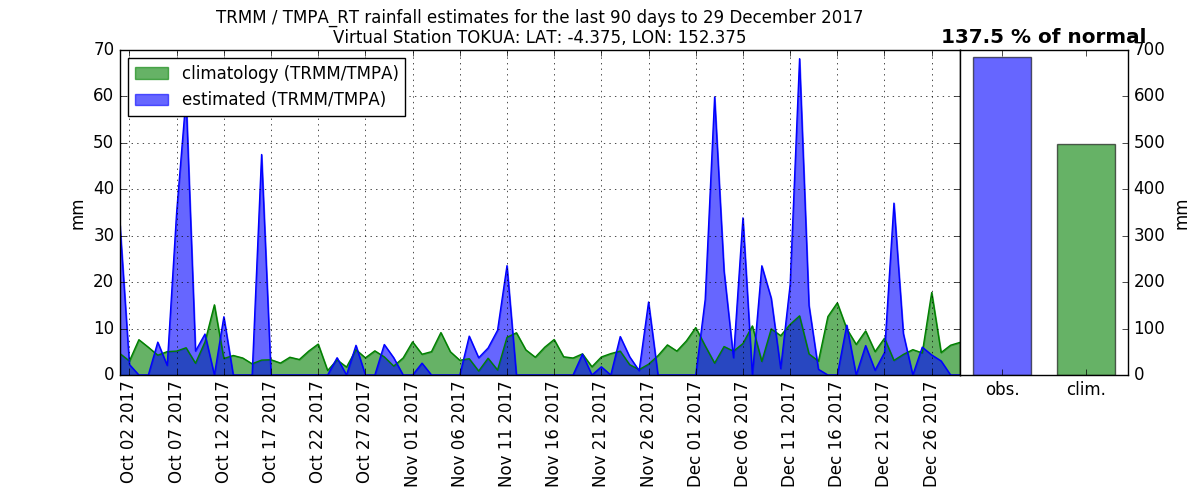 TRMM / TMPA_RT rainfall estimates for the last 90 days to 29 December 2017
Virtual Station TOKUA: LAT: -4.375, LON: 152.375
137.5 % of normal
climatology (TRMM/TMPA)
estimated (TRMM/TMPA)
mm
70
60
50
40
30
20
10
0
Oct 02 2017
Oct 07 2017
Oct 12 2017
Oct 17 2017
Oct 22 2017
Oct 27 2017
Nov 01 2017
Nov 06 2017
Nov 11 2017
Nov 16 2017
Nov 21 2017
Nov 26 2017
Dec 01 2017
Dec 06 2017
Dec 11 2017
Dec 16 2017
Dec 21 2017
Dec 26 2017
obs.
clim.
700
600
500
400
300
200
100
0
mm